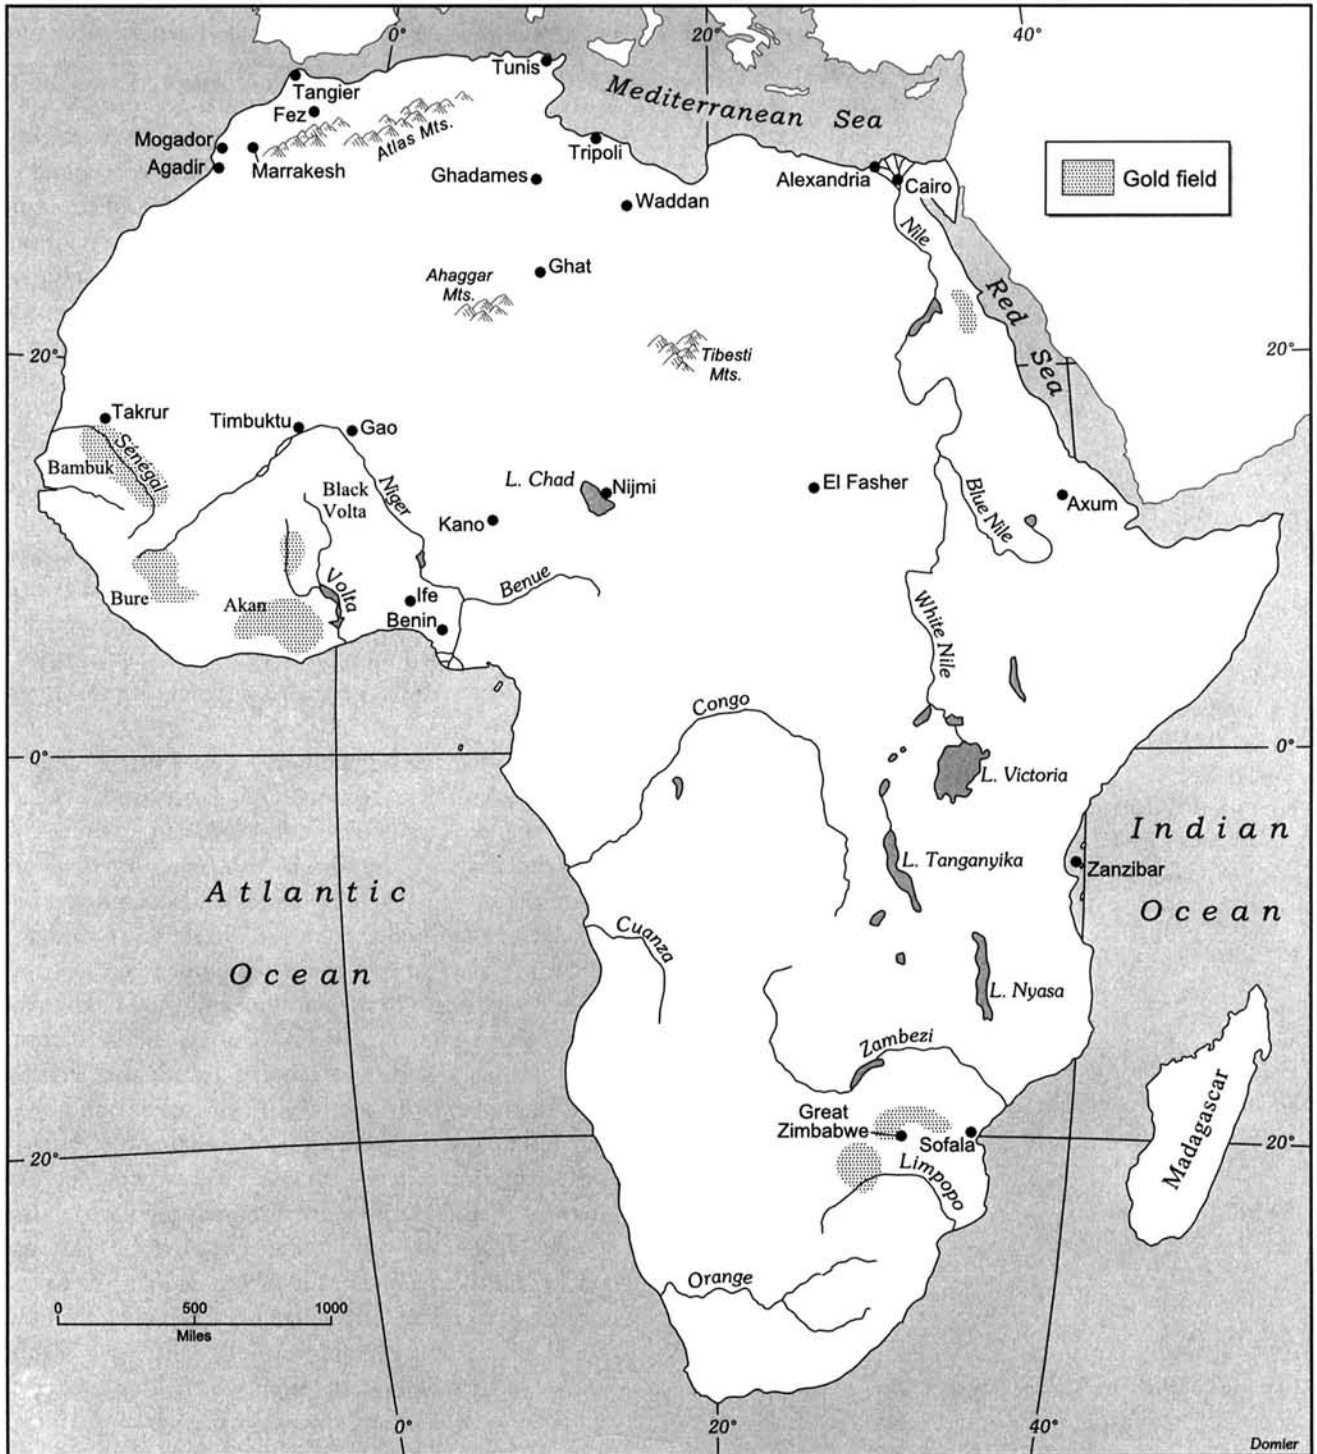 0°
20°
40°
Tunis
Tangier
Fez
Mediterranean Sea
Mogador
Atlas Mts.
Tripoli
Agadir
Marrakesh
Ghadames
Alexandria
Cairo
Gold field
Waddan
Nile
Ghat
Ahaggar
Mts.
Red
Sea
20°
20°
Tibesti
Mts.
Takrur
Timbuktu
Gao
Sénégal
Bambuk
L. Chad
Nijmi
El Fasher
Black
Volta
Niger
Blue Nile
Axum
Kano
Benue
Bure
Akan
Volta
Ife
Benin
White Nile
Congo
0°
0°
L. Victoria
Indian
Ocean
L. Tanganyika
Zanzibar
Atlantic
Ocean
Cuanza
L. Nyasa
Zambezi
Great
Zimbabwe
Sofala
Limpopo
Madagascar
20°
20°
Orange
0
500
1000
Miles
0°
20°
40°
Domier